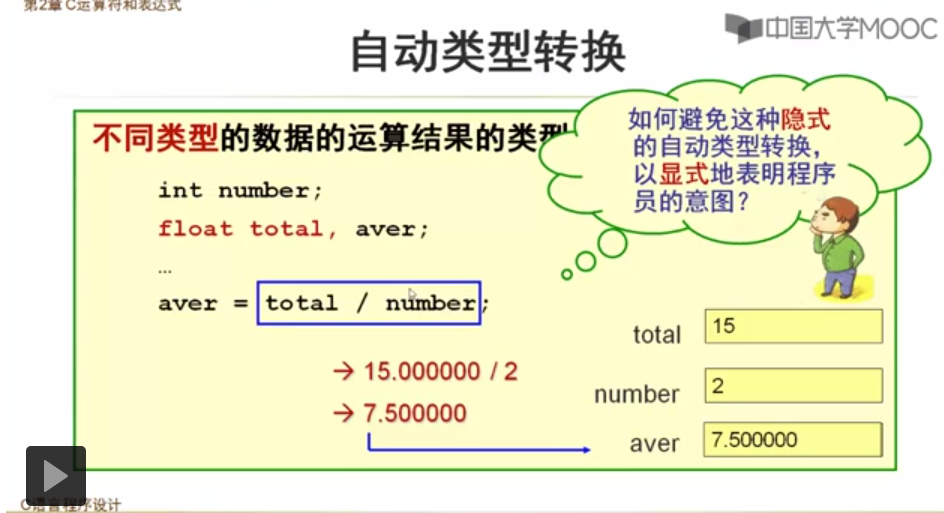 第2章 C运算符和表达式
中国大学MOOC
自动类型转换
不同类型的数据的运算结果的类型
如何避免这种隐式
的自动类型转换，
以显式地表明程序
员的意图？
int number;
float total, aver;
…
aver = total / number;
→ 15.000000 / 2
→ 7.500000
total 15
number 2
aver 7.500000
C语言程序设计